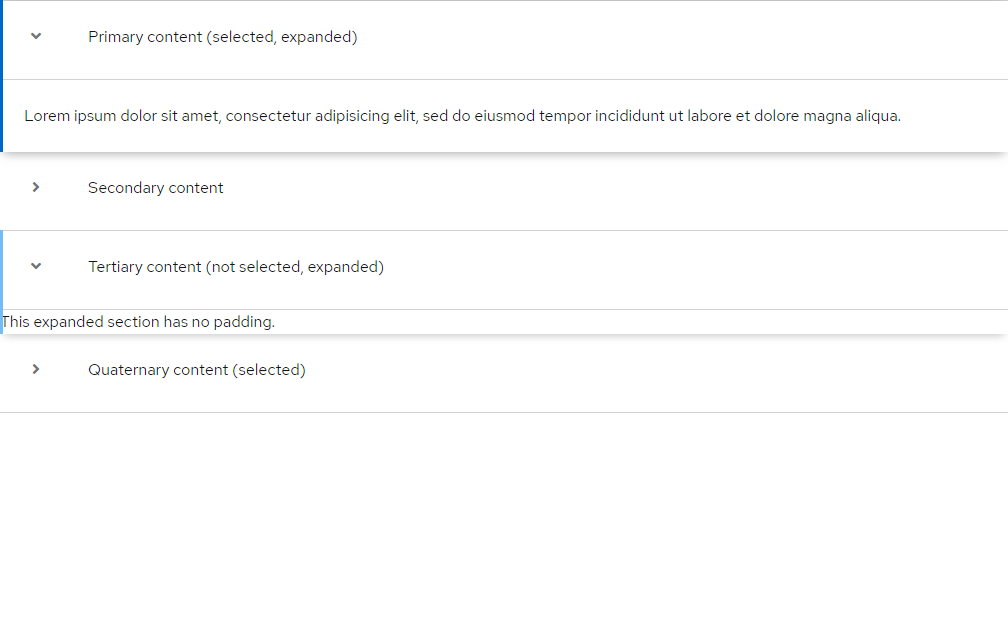 Primary content (selected, expanded)
Lorem ipsum dolor sit amet, consectetur adipisicing elit, sed do eiusmod tempor incididunt ut labore et dolore magna aliqua.
Secondary content
Tertiary content (not selected, expanded)
This expanded section has no padding.
Quaternary content (selected)